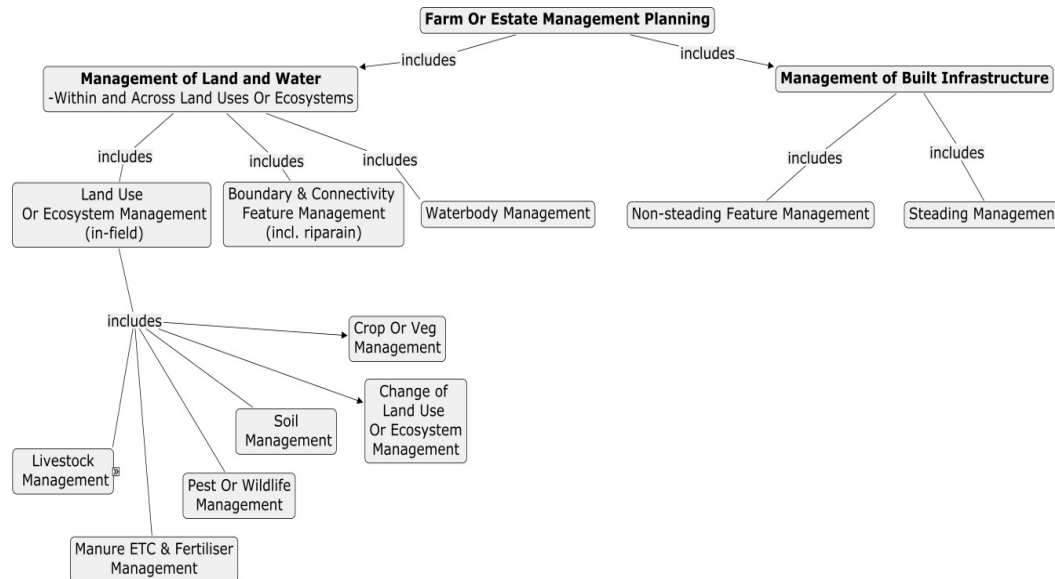 Farm Or Estate Management Planning
includes
includes
Management of Land and Water
-Within and Across Land Uses Or Ecosystems
Management of Built Infrastructure
includes
includes
includes
includes
includes
Land Use
Or Ecosystem Management
(in-field)
Boundary & Connectivity
Feature Management
(incl. riparain)
Waterbody Management
Non-steading Feature Management
Steading Management
includes
Crop Or Veg
Management
Change of
Land Use
Or Ecosystem
Management
Soil
Management
Livestock
Management
Pest Or Wildlife
Management
Manure ETC & Fertiliser
Management